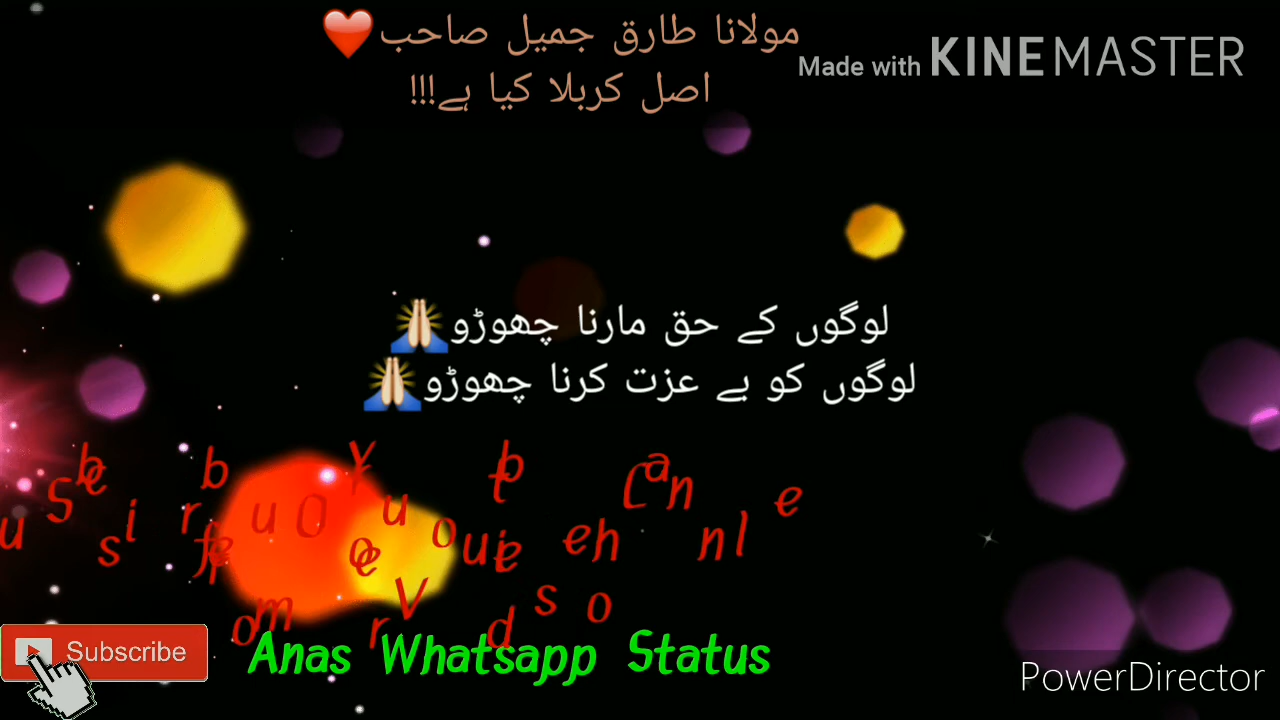 مولانا طارق جمیل صاحب❤️
Made with KINEMASTER
اصل کربلا کیا ہے!!!
لوگوں کے حق مارنا چھوڑو🙏
لوگوں کو بے عزت کرنا چھوڑو🙏
Subscribe
Anas Whatsapp Status
PowerDirector